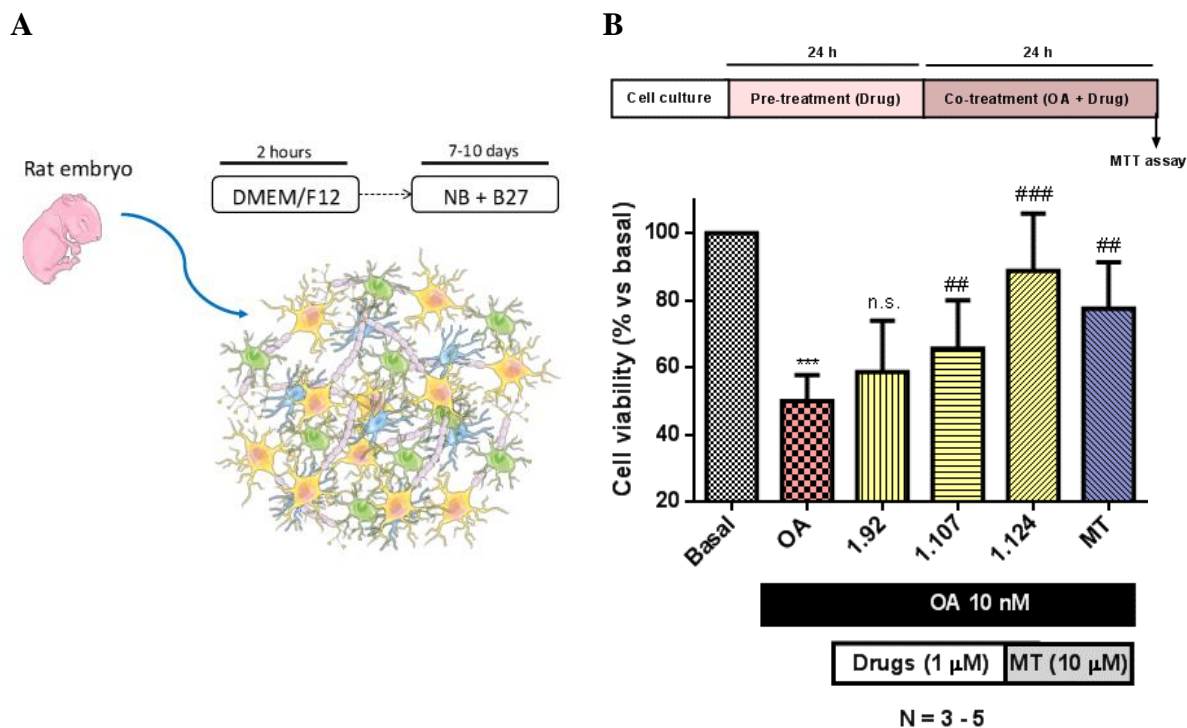 A
Rat embryo
2 hours
7-10 days
DMEM/F12
NB + B27
B
24 h
24 h
Cell culture
Pre-treatment (Drug)
Co-treatment (OA + Drug)
MTT assay
Cell viability (% vs basal)
100
80
60
40
20
***
n.s.
##
###
##
Basal
OA
1.92
1.107
1.124
MT
OA 10 nM
Drugs (1 µM)
MT (10 µM)
N = 3 - 5